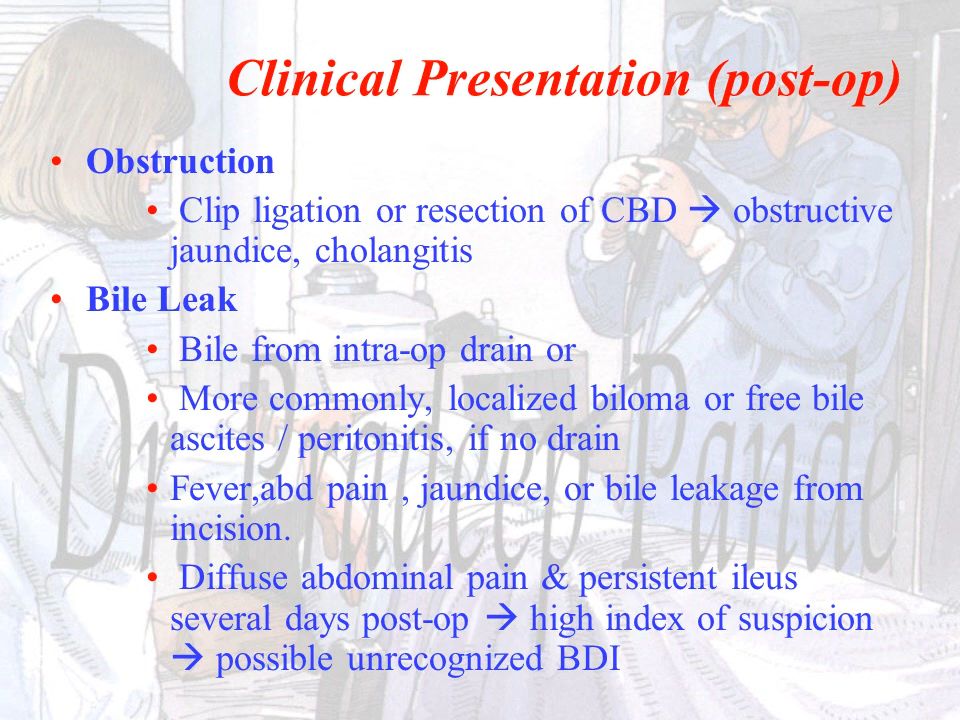 Clinical Presentation (post-op)
• Obstruction
• Clip ligation or resection of CBD → obstructive
jaundice, cholangitis
• Bile Leak
• Bile from intra-op drain or
• More commonly, localized biloma or free bile
ascites / peritonitis, if no drain
• Fever,abd pain , jaundice, or bile leakage from
incision.
• Diffuse abdominal pain & persistent ileus
several days post-op → high index of suspicion
→ possible unrecognized BDI
Dr. Pradeep Pande